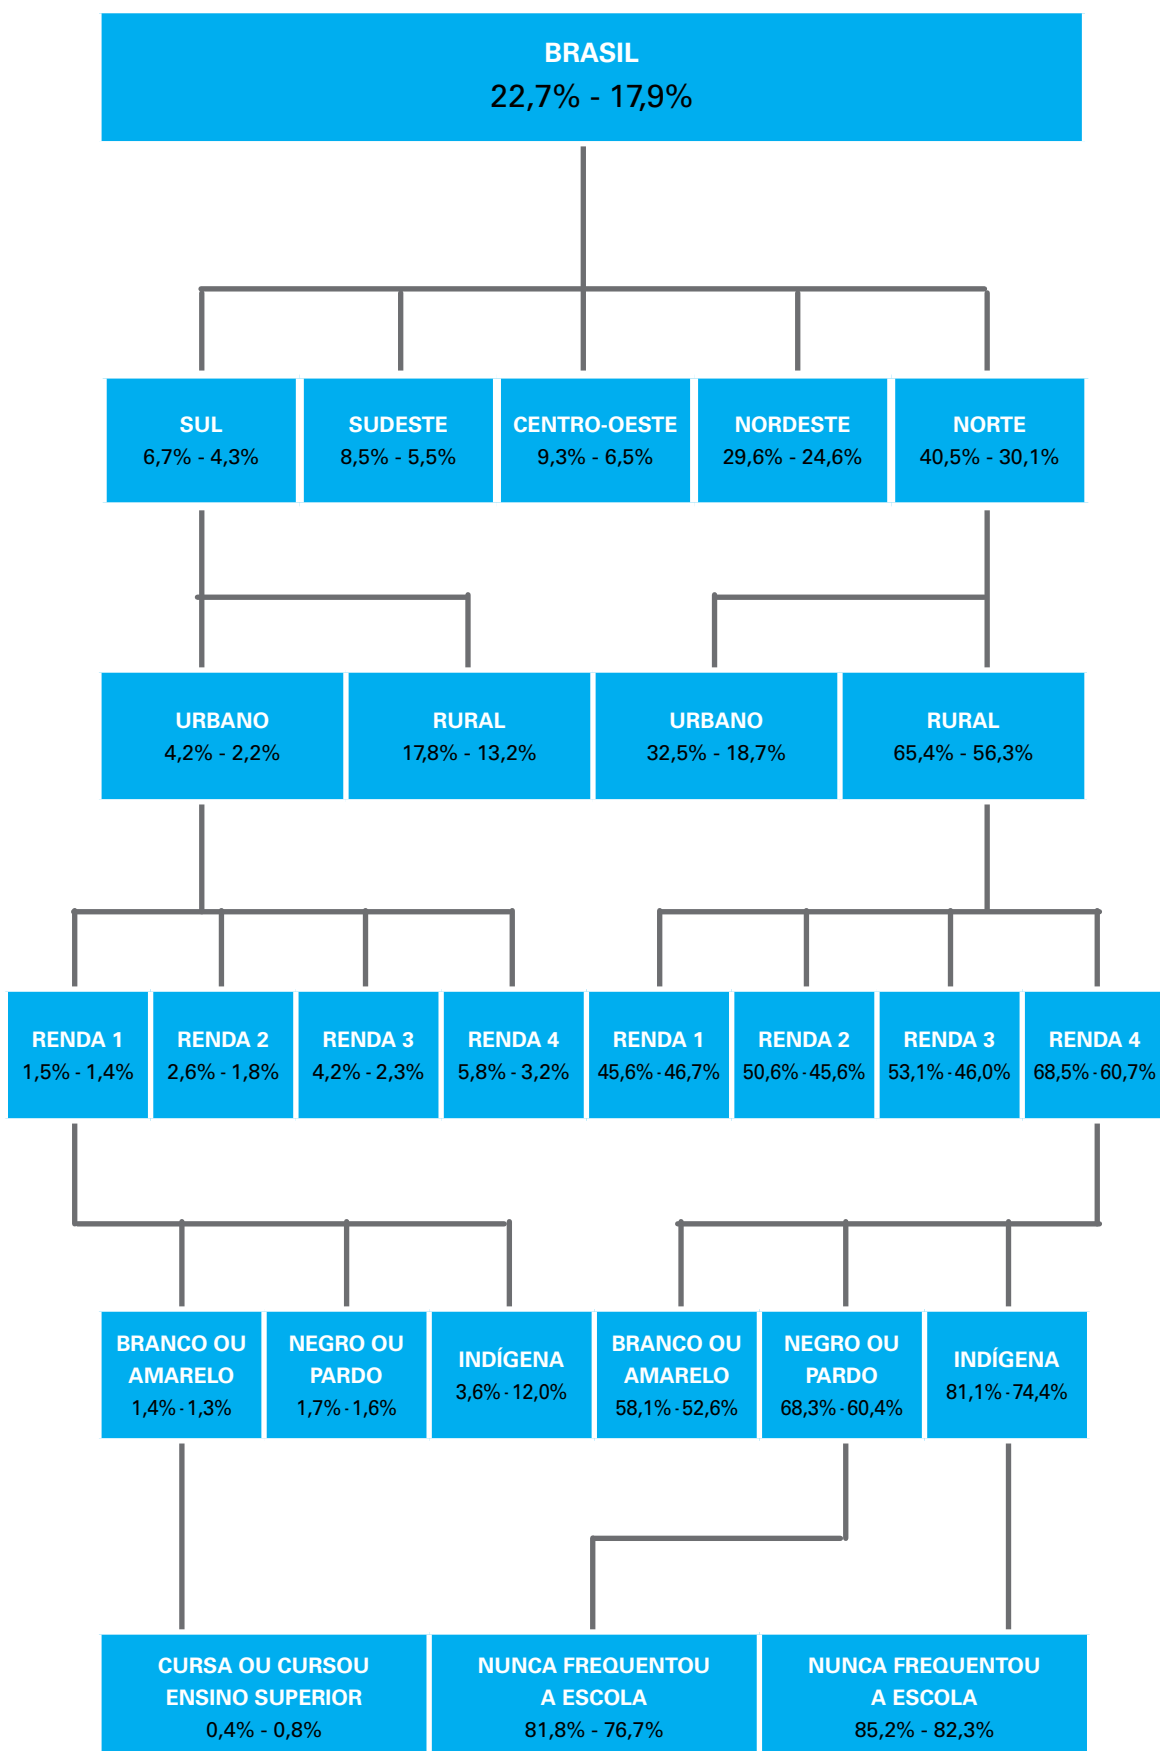 BRASIL
22,7% - 17,9%
SUL
6,7% - 4,3%
SUDESTE
8,5% - 5,5%
CENTRO-OESTE
9,3% - 6,5%
NORDESTE
29,6% - 24,6%
NORTE
40,5% - 30,1%
URBANO
4,2% - 2,2%
RURAL
17,8% - 13,2%
URBANO
32,5% - 18,7%
RURAL
65,4% - 56,3%
RENDA 1
1,5% - 1,4%
RENDA 2
2,6% - 1,8%
RENDA 3
4,2% - 2,3%
RENDA 4
5,8% - 3,2%
RENDA 1
45,6% - 46,7%
RENDA 2
50,6% - 45,6%
RENDA 3
53,1% - 46,0%
RENDA 4
68,5% - 60,7%
BRANCO OU
AMARELO
1,4% - 1,3%
NEGRO OU
PARDO
1,7% - 1,6%
INDÍGENA
3,6% - 12,0%
BRANCO OU
AMARELO
58,1% - 52,6%
NEGRO OU
PARDO
68,3% - 60,4%
INDÍGENA
81,1% - 74,4%
CURSA OU CURSOU
ENSINO SUPERIOR
0,4% - 0,8%
NUNCA FREQUENTOU
A ESCOLA
81,8% - 76,7%
NUNCA FREQUENTOU
A ESCOLA
85,2% - 82,3%